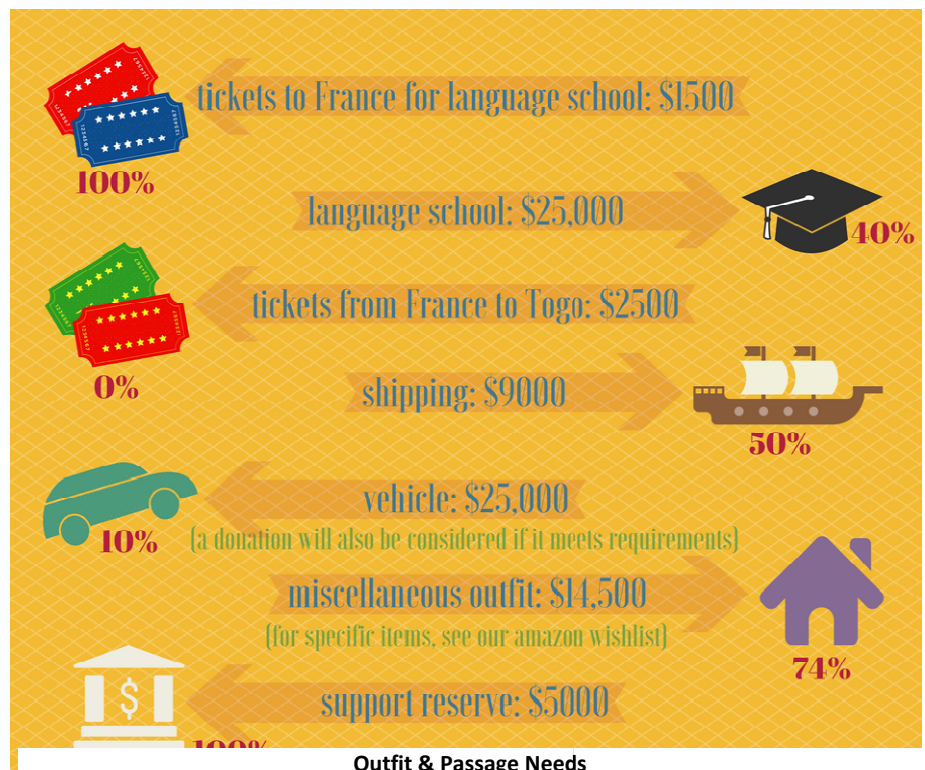 tickets to France for language school: $1500
100%
language school: $25,000
40%
tickets from France to Togo: $2500
0%
shipping: $9000
50%
vehicle: $25,000
10%
(a donation will also be considered if it meets requirements)
miscellaneous outfit: $14,500
(for specific items, see our amazon wishlist)
74%
support reserve: $5000
$
100%
Outfit & Passage Needs